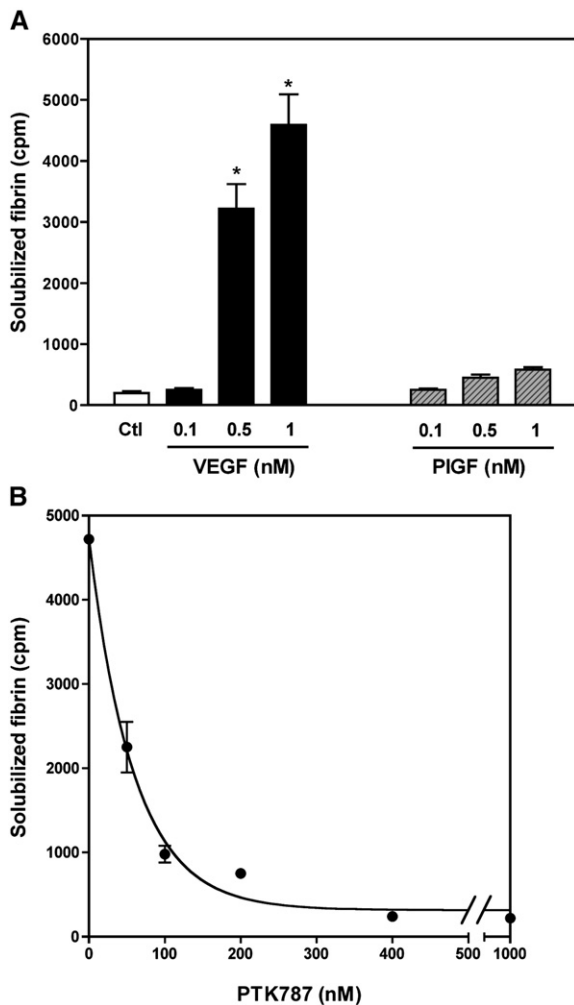 A
Solubilized fibrin (cpm)
6000
5000
4000
3000
2000
1000
0
*
*
Ctl 0.1 0.5 1 0.1 0.5 1
VEGF (nM) PlGF (nM)
B
Solubilized fibrin (cpm)
5000
4000
3000
2000
1000
0
0 100 200 300 400 500 1000
PTK787 (nM)